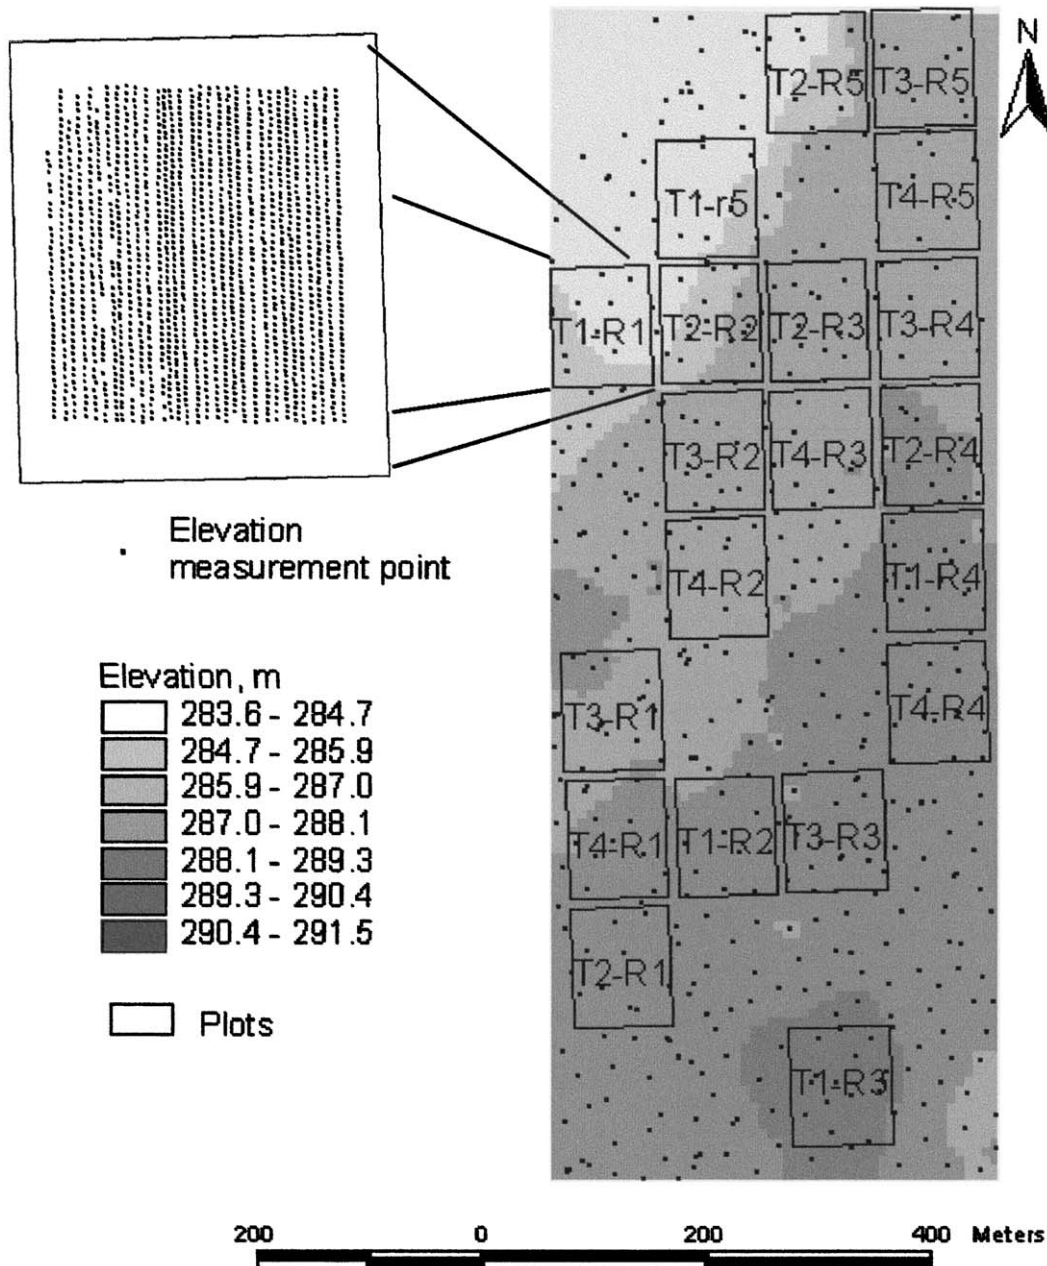 N
T2-R5 T3-R5
T4-R5
T1-r5
T1-R1 T2-R2 T2-R3 T3-R4
T3-R2 T4-R3 T2-R4
T4-R2 T1-R4
T3-R1 T4-R4
T4-R1 T1-R2 T3-R3
T2-R1
T1-R3
Elevation
measurement point
Elevation, m
283.6 - 284.7
284.7 - 285.9
285.9 - 287.0
287.0 - 288.1
288.1 - 289.3
289.3 - 290.4
290.4 - 291.5
Plots
200 0 200 400 Meters